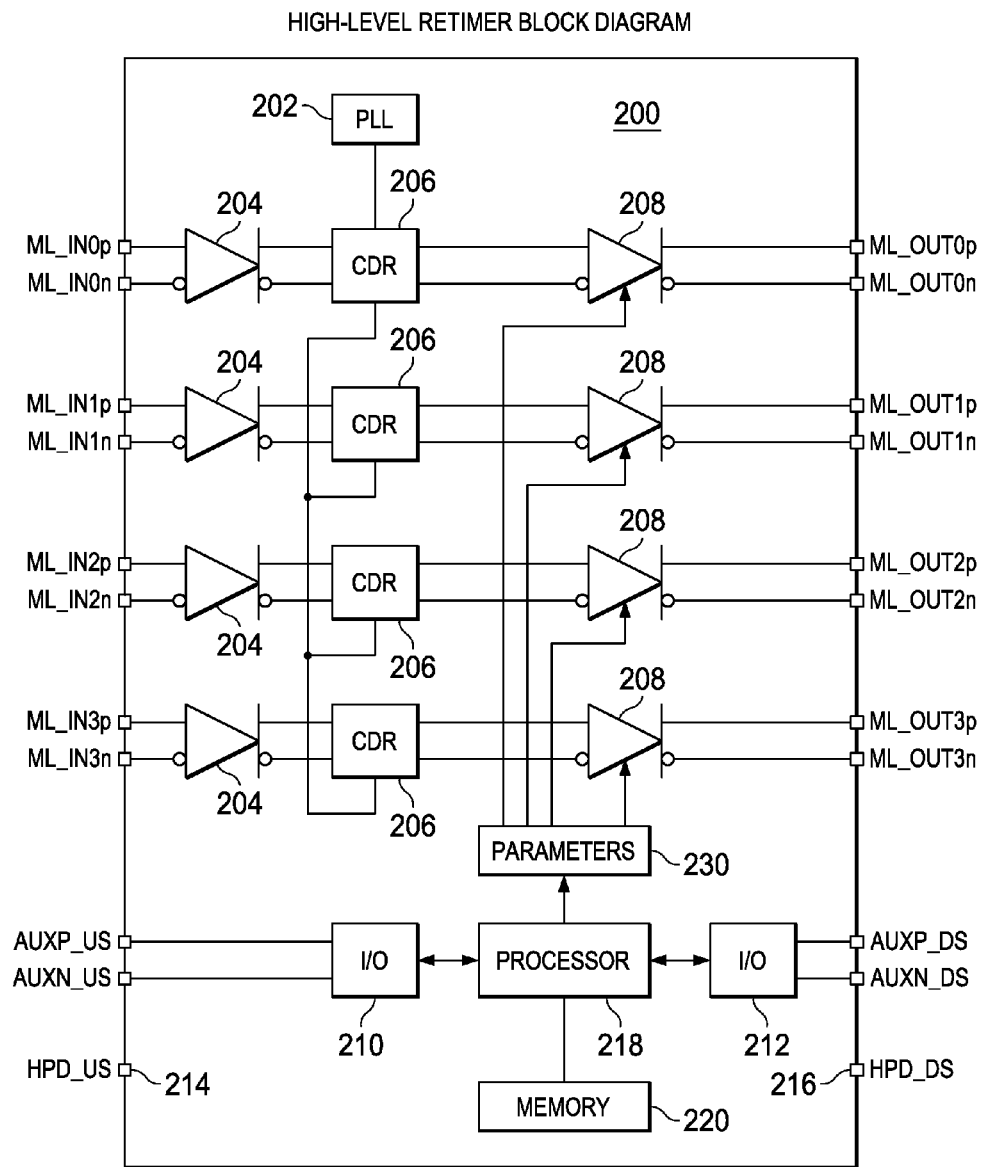 HIGH-LEVEL RETIMER BLOCK DIAGRAM
202
PLL
200
206
204
208
ML_IN0p
ML_IN0n
CDR
ML_OUT0p
ML_OUT0n
206
204
208
ML_IN1p
ML_IN1n
CDR
ML_OUT1p
ML_OUT1n
208
ML_IN2p
ML_IN2n
CDR
ML_OUT2p
ML_OUT2n
204
206
208
ML_IN3p
ML_IN3n
CDR
ML_OUT3p
ML_OUT3n
204
206
PARAMETERS
230
AUXP_US
AUXN_US
I/O
PROCESSOR
I/O
AUXP_DS
AUXN_DS
210
218
212
HPD_US
214
216
HPD_DS
MEMORY
220